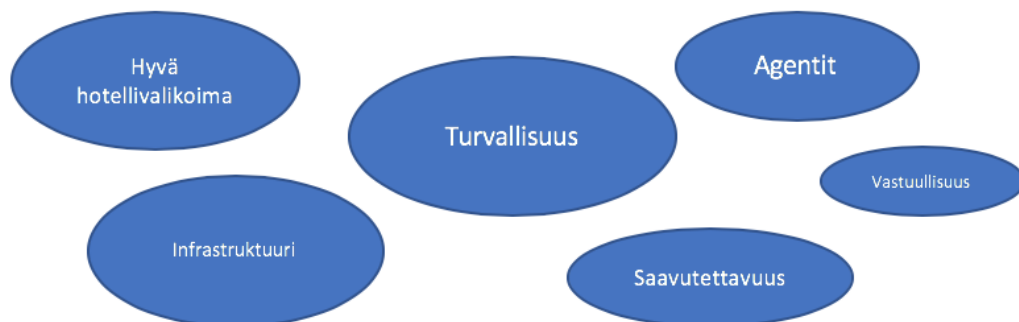 Hyvä
hotellivalikoima
Turvallisuus
Agentit
Vastuullisuus
Infrastruktuuri
Saavutettavuus